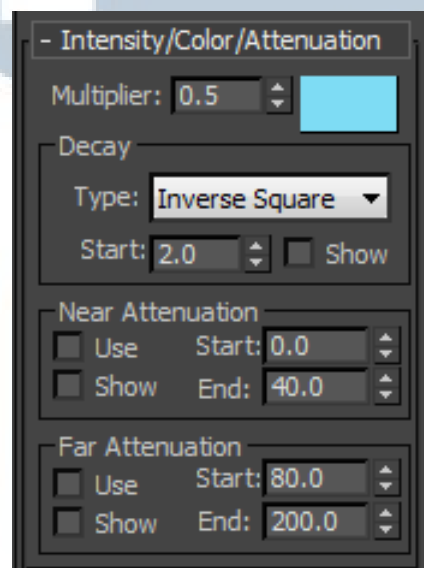 - Intensity/Color/Attenuation
Multiplier: 0.5
Decay
Type: Inverse Square
Start: 2.0 Show
Near Attenuation
Use Start: 0.0
Show End: 40.0
Far Attenuation
Use Start: 80.0
Show End: 200.0